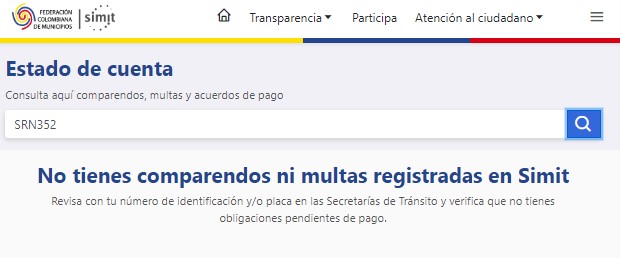 FEDERACIÓN
COLOMBIANA
DE MUNICIPIOS
simit
Transparencia Participa Atención al ciudadano
Estado de cuenta
Consulta aquí comparendos, multas y acuerdos de pago
SRN352
No tienes comparendos ni multas registradas en Simit
Revisa con tu número de identificación y/o placa en las Secretarías de Tránsito y verifica que no tienes
obligaciones pendientes de pago.